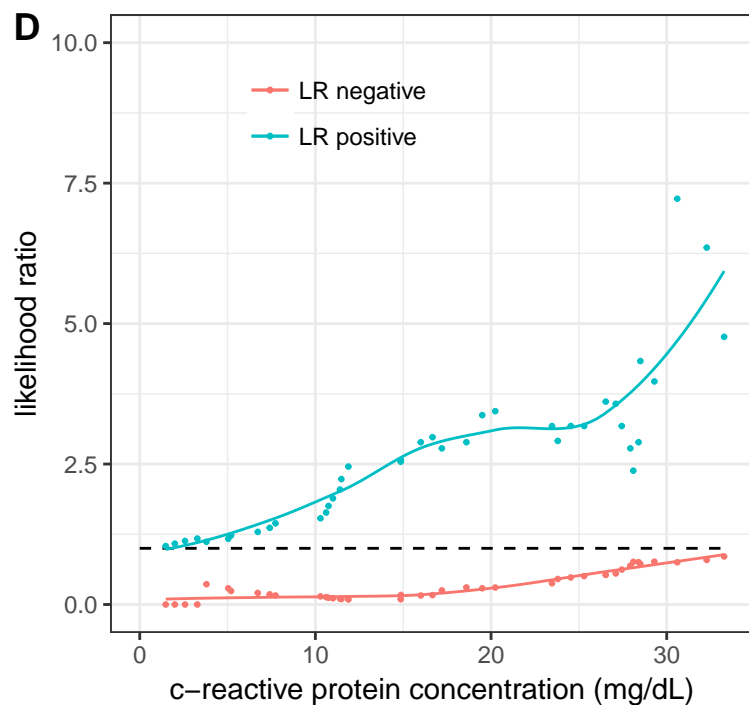 D
10.0
7.5
5.0
2.5
0.0
likelihood ratio
LR negative
LR positive
0 10 20 30
c−reactive protein concentration (mg/dL)